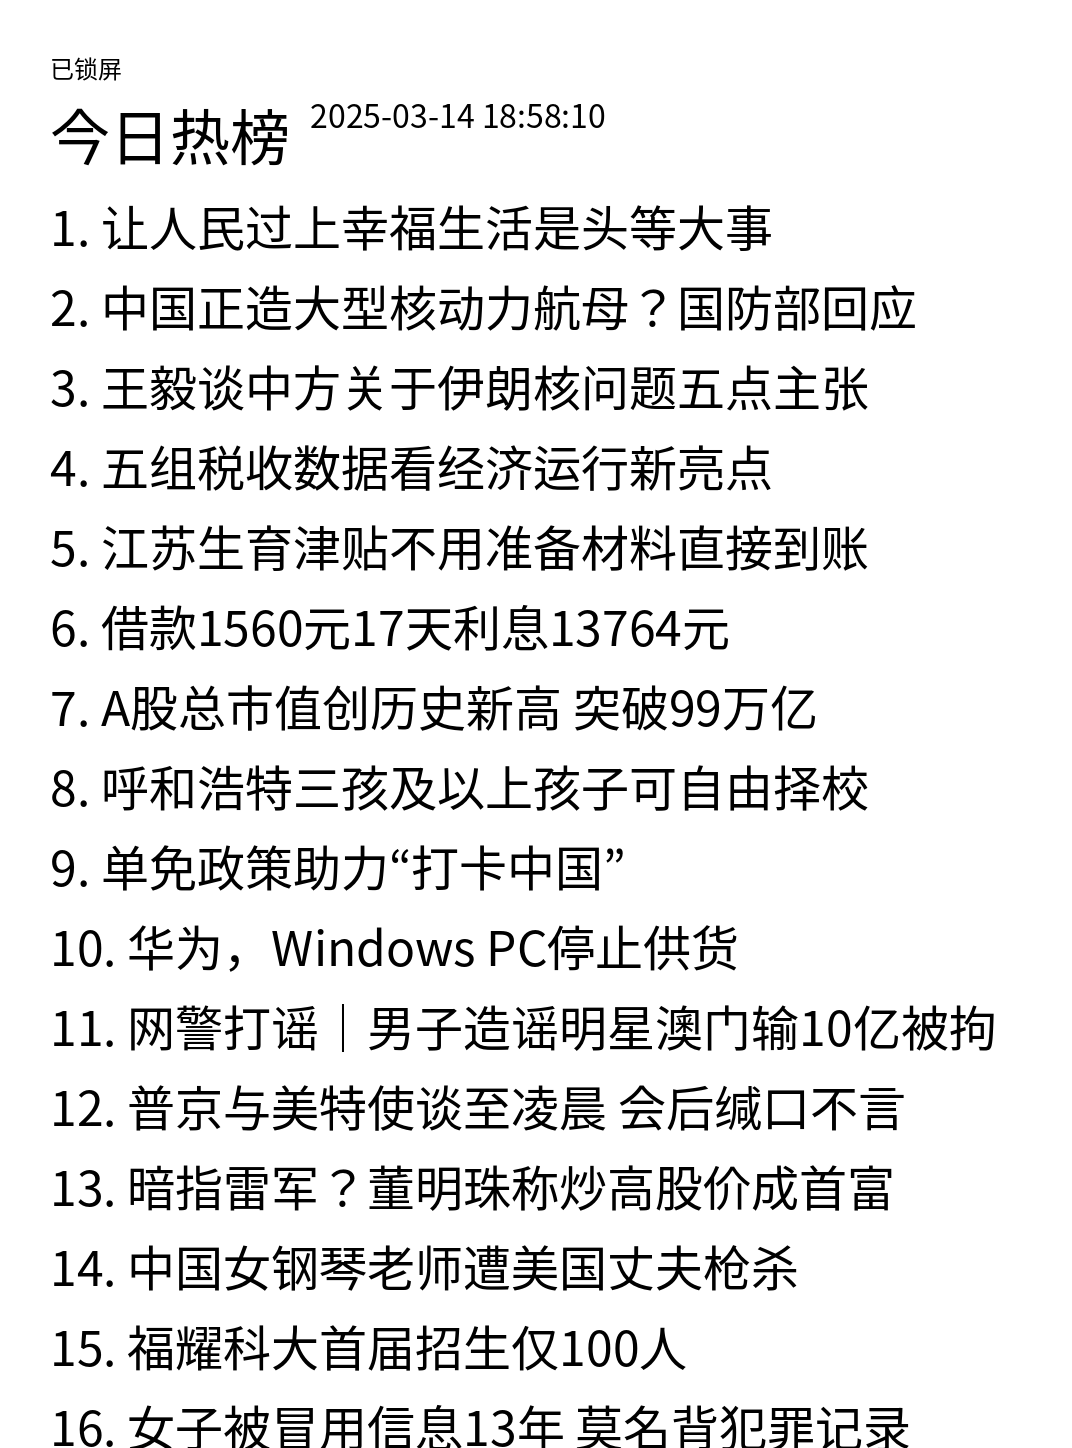 已锁屏
今日热榜 2025-03-14 18:58:10
1. 让人民过上幸福生活是头等大事
2. 中国正造大型核动力航母？国防部回应
3. 王毅谈中方关于伊朗核问题五点主张
4. 五组税收数据看经济运行新亮点
5. 江苏生育津贴不用准备材料直接到账
6. 借款1560元17天利息13764元
7. A股总市值创历史新高 突破99万亿
8. 呼和浩特三孩及以上孩子可自由择校
9. 单免政策助力“打卡中国”
10. 华为，Windows PC停止供货
11. 网警打谣｜男子造谣明星澳门输10亿被拘
12. 普京与美特使谈至凌晨 会后缄口不言
13. 暗指雷军？董明珠称炒高股价成首富
14. 中国女钢琴老师遭美国丈夫枪杀
15. 福耀科大首届招生仅100人
16. 女子被冒用信息13年 莫名背犯罪记录